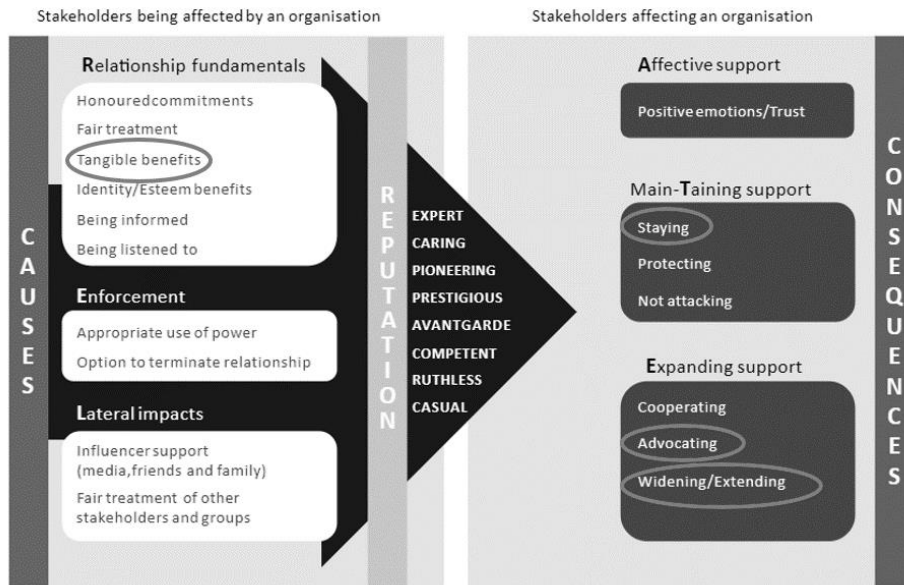 Stakeholders being affected by an organisation
Stakeholders affecting an organisation
CAUSES
Relationship fundamentals
Honouredcommitments
Fair treatment
Tangible benefits
Identity/Esteem benefits
Being informed
Being listened to
Enforcement
Appropriate use of power
Option to terminate relationship
Lateral impacts
Influencer support
(media,friends and family)
Fair treatment of other
stakeholders and groups
REPUTATION
EXPERT
CARING
PIONEERING
PRESTIGIOUS
AVANTGARDE
COMPETENT
RUTHLESS
CASUAL
Affective support
Positive emotions/Trust
Main-Taining support
Staying
Protecting
Not attacking
Expanding support
Cooperating
Advocating
Widening/Extending
CONSEQUENCES